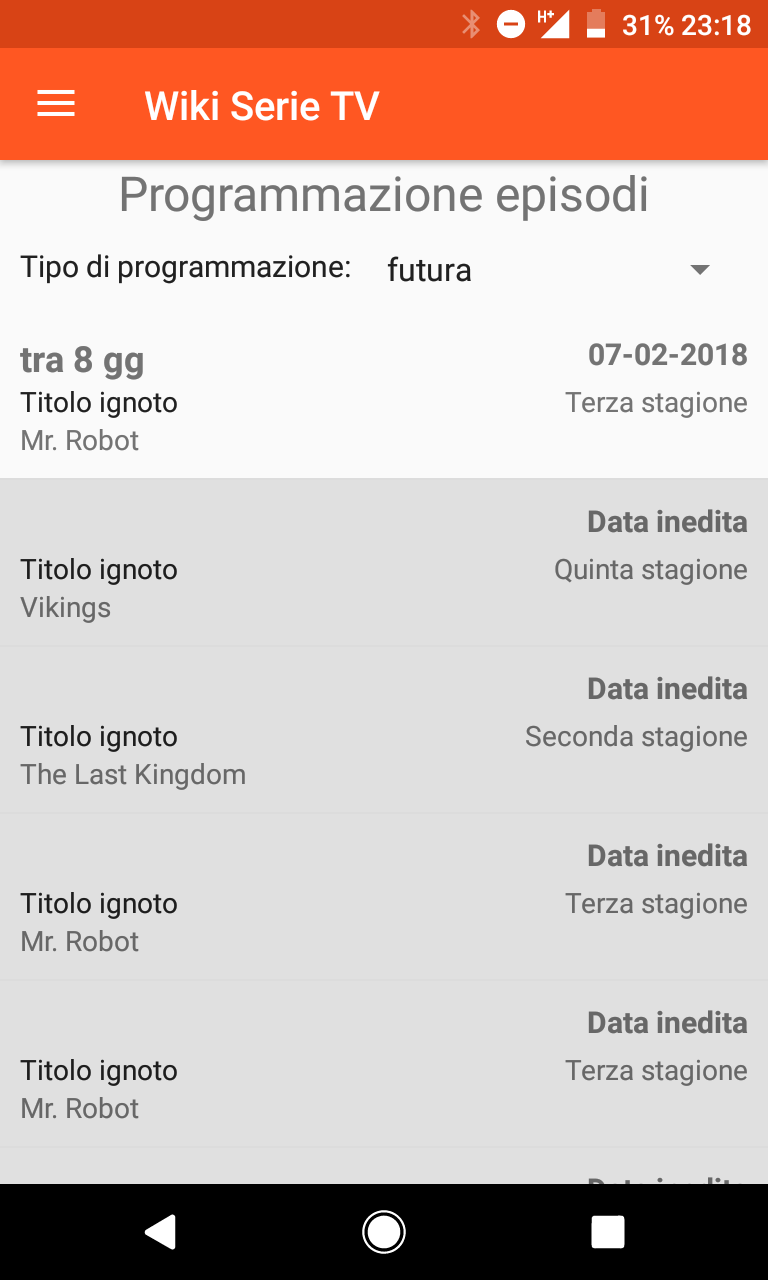 H+ 31% 23:18
Wiki Serie TV
Programmazione episodi
Tipo di programmazione: futura
tra 8 gg 07-02-2018
Titolo ignoto Terza stagione
Mr. Robot
Data inedita
Titolo ignoto Quinta stagione
Vikings
Data inedita
Titolo ignoto Seconda stagione
The Last Kingdom
Data inedita
Titolo ignoto Terza stagione
Mr. Robot
Data inedita
Titolo ignoto Terza stagione
Mr. Robot